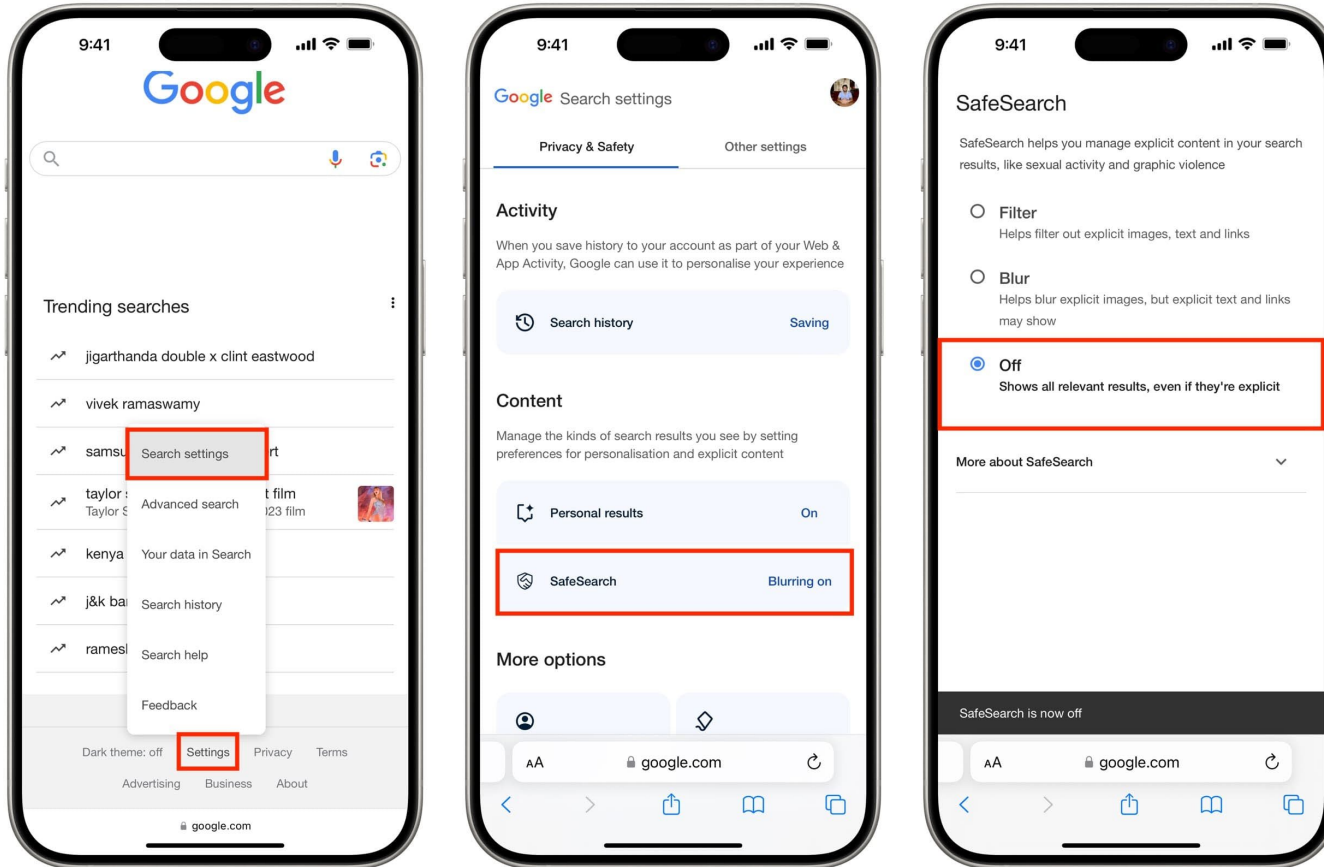 9:41
Google
Trending searches
jigarthanda double x clint eastwood
vivek ramaswamy
samsu
rt
Search settings
taylor s
t film
Taylor S
023 film
Advanced search
kenya
Your data in Search
j&k ba
Search history
rames
Search help
Feedback
Dark theme: off Settings Privacy Terms
Advertising Business About
google.com
9:41
Google Search settings
Privacy & Safety Other settings
Activity
When you save history to your account as part of your Web &
App Activity, Google can use it to personalise your experience
Search history Saving
Content
Manage the kinds of search results you see by setting
preferences for personalisation and explicit content
Personal results On
SafeSearch Blurring on
More options
AA google.com
9:41
SafeSearch
SafeSearch helps you manage explicit content in your search
results, like sexual activity and graphic violence
Filter
Helps filter out explicit images, text and links
Blur
Helps blur explicit images, but explicit text and links
may show
Off
Shows all relevant results, even if they're explicit
More about SafeSearch
SafeSearch is now off
AA google.com